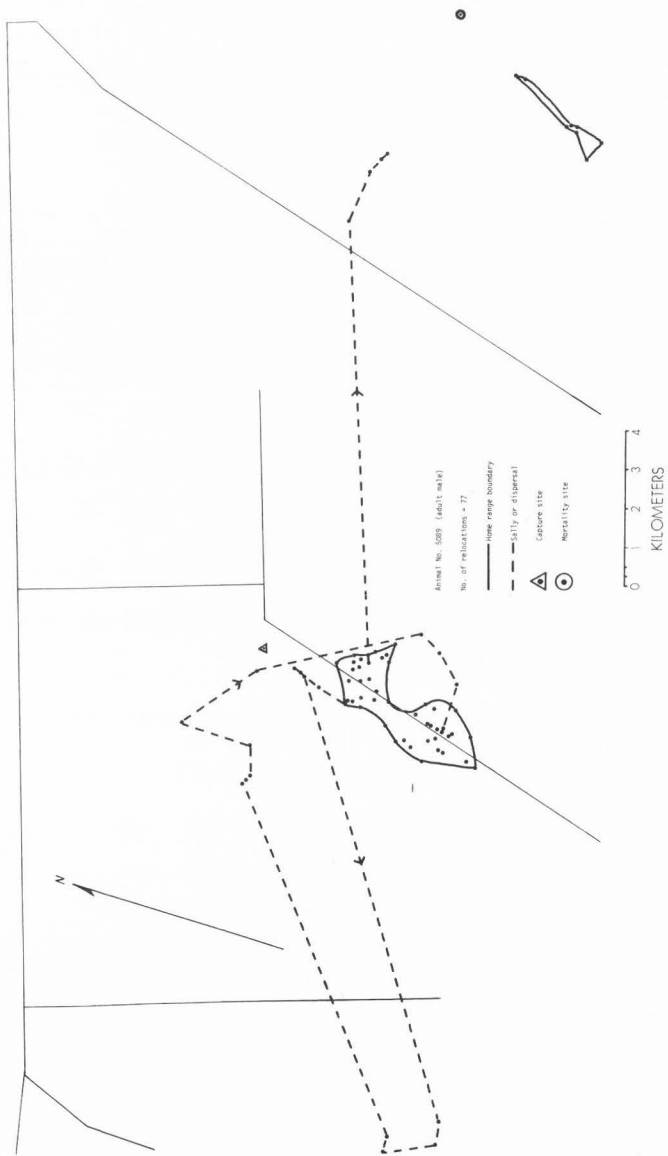 N
Animal No. 5089 (adult male)
No. of relocations = 77
Home range boundary
Sally or dispersal
Capture site
Mortality site
0 1 2 3 4
KILOMETERS